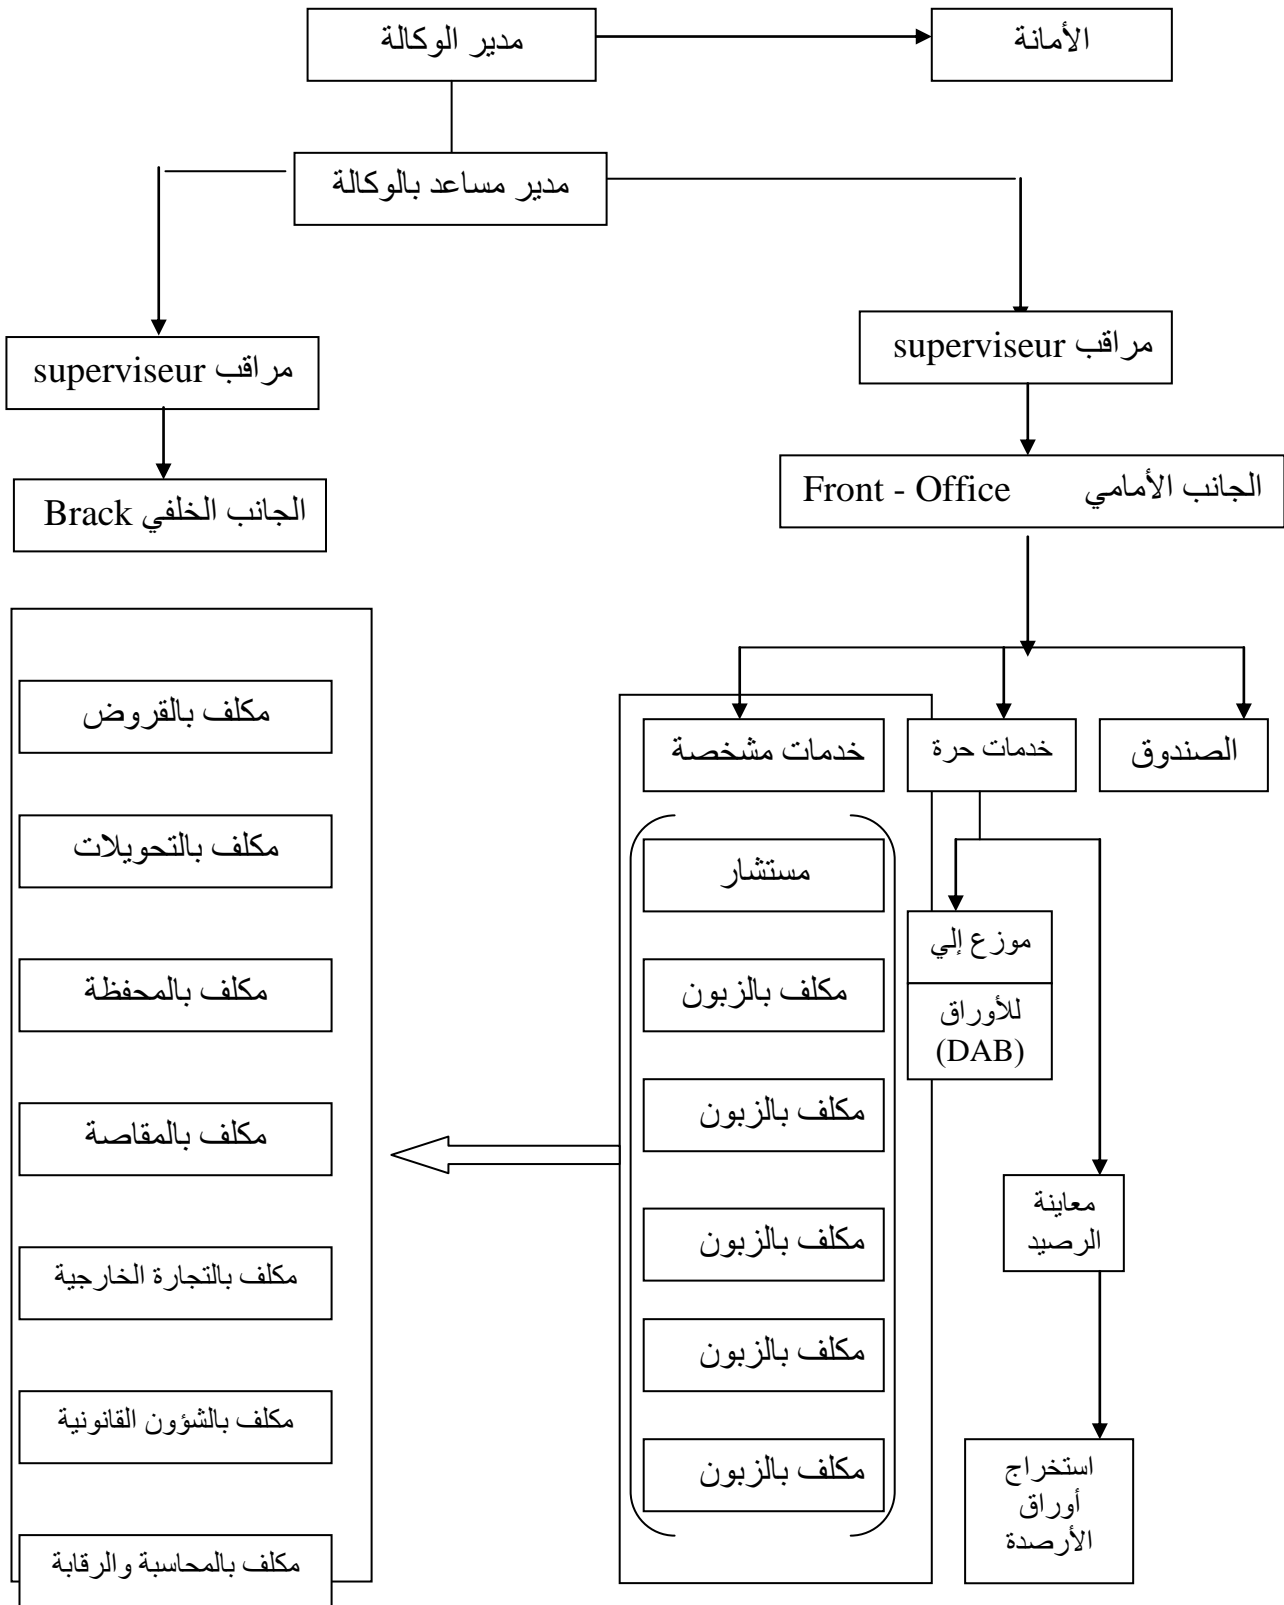 مدير الوكالة
الأمانة
مدير مساعد بالوكالة
مراقب superviseur
مراقب superviseur
الجانب الأمامي Front - Office
الجانب الخلفي Brack
الصندوق
خدمات حرة
خدمات مشخصة
موزع إلي
للأوراق
(DAB)
معاينة
الرصيد
استخراج
أوراق
الأرصدة
مستشار
مكلف بالزبون
مكلف بالزبون
مكلف بالزبون
مكلف بالزبون
مكلف بالزبون
مكلف بالقروض
مكلف بالتحويلات
مكلف بالمحفظة
مكلف بالمقاصة
مكلف بالتجارة الخارجية
مكلف بالشؤون القانونية
مكلف بالمحاسبة والرقابة